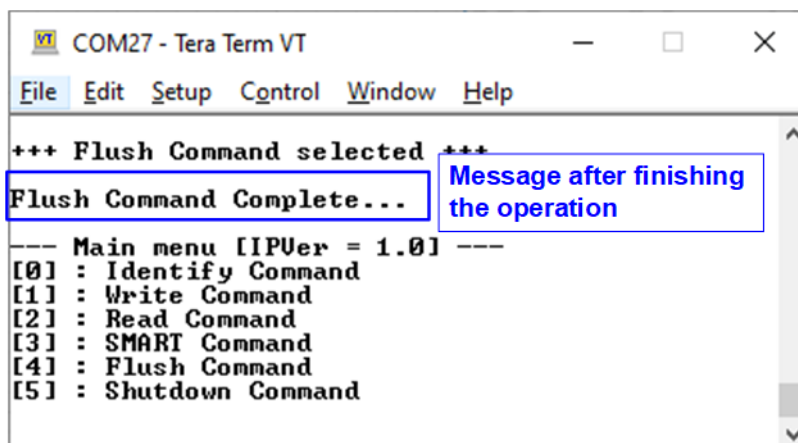 VT COM27 - Tera Term VT
File Edit Setup Control Window Help
+++ Flush Command selected +++
Flush Command Complete...
Message after finishing
the operation
--- Main menu [IPVer = 1.0] ---
[0] : Identify Command
[1] : Write Command
[2] : Read Command
[3] : SMART Command
[4] : Flush Command
[5] : Shutdown Command